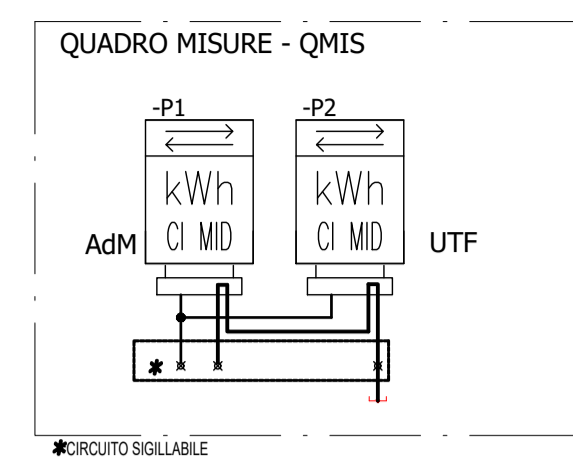 QUADRO MISURE - QMIS
-P1 -P2
kWh kWh
CI MID CI MID
AdM UTF
✱
✱CIRCUITO SIGILLABILE